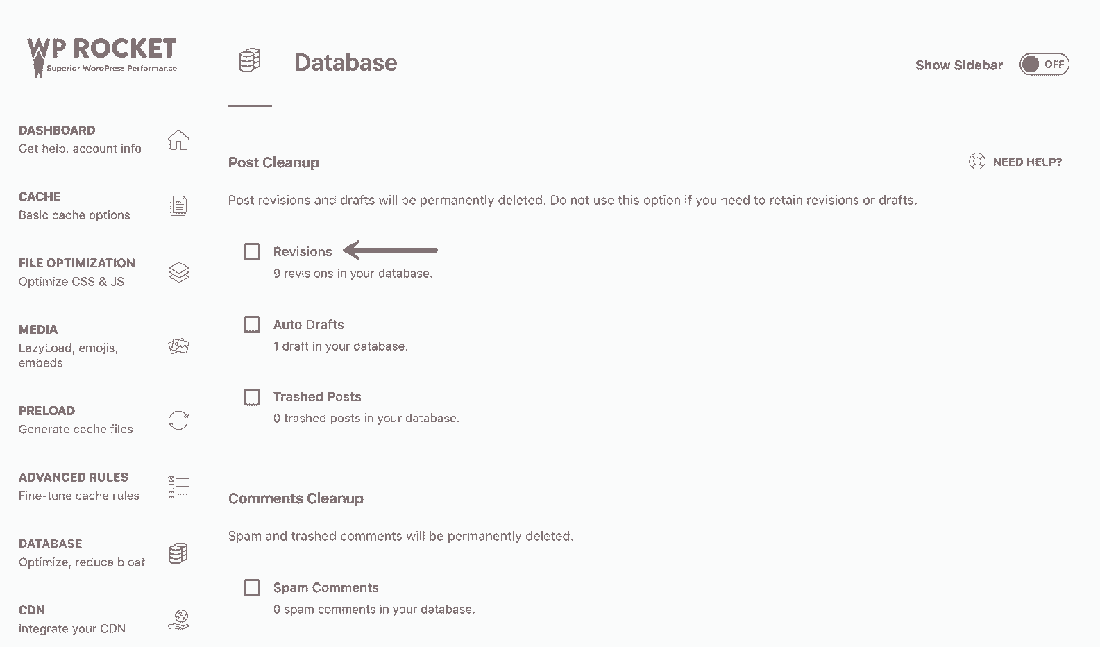 WP ROCKET
Superior WordPress Performance
Database
Show Sidebar
OFF
DASHBOARD
Get help, account info
CACHE
Basic cache options
FILE OPTIMIZATION
Optimize CSS & JS
MEDIA
LazyLoad, emojis,
embeds
PRELOAD
Generate cache files
ADVANCED RULES
Fine-tune cache rules
DATABASE
Optimize, reduce bloat
CDN
Integrate your CDN
Post Cleanup
NEED HELP?
Post revisions and drafts will be permanently deleted. Do not use this option if you need to retain revisions or drafts.
Revisions
9 revisions in your database.
Auto Drafts
1 draft in your database.
Trashed Posts
0 trashed posts in your database.
Comments Cleanup
Spam and trashed comments will be permanently deleted.
Spam Comments
0 spam comments in your database.